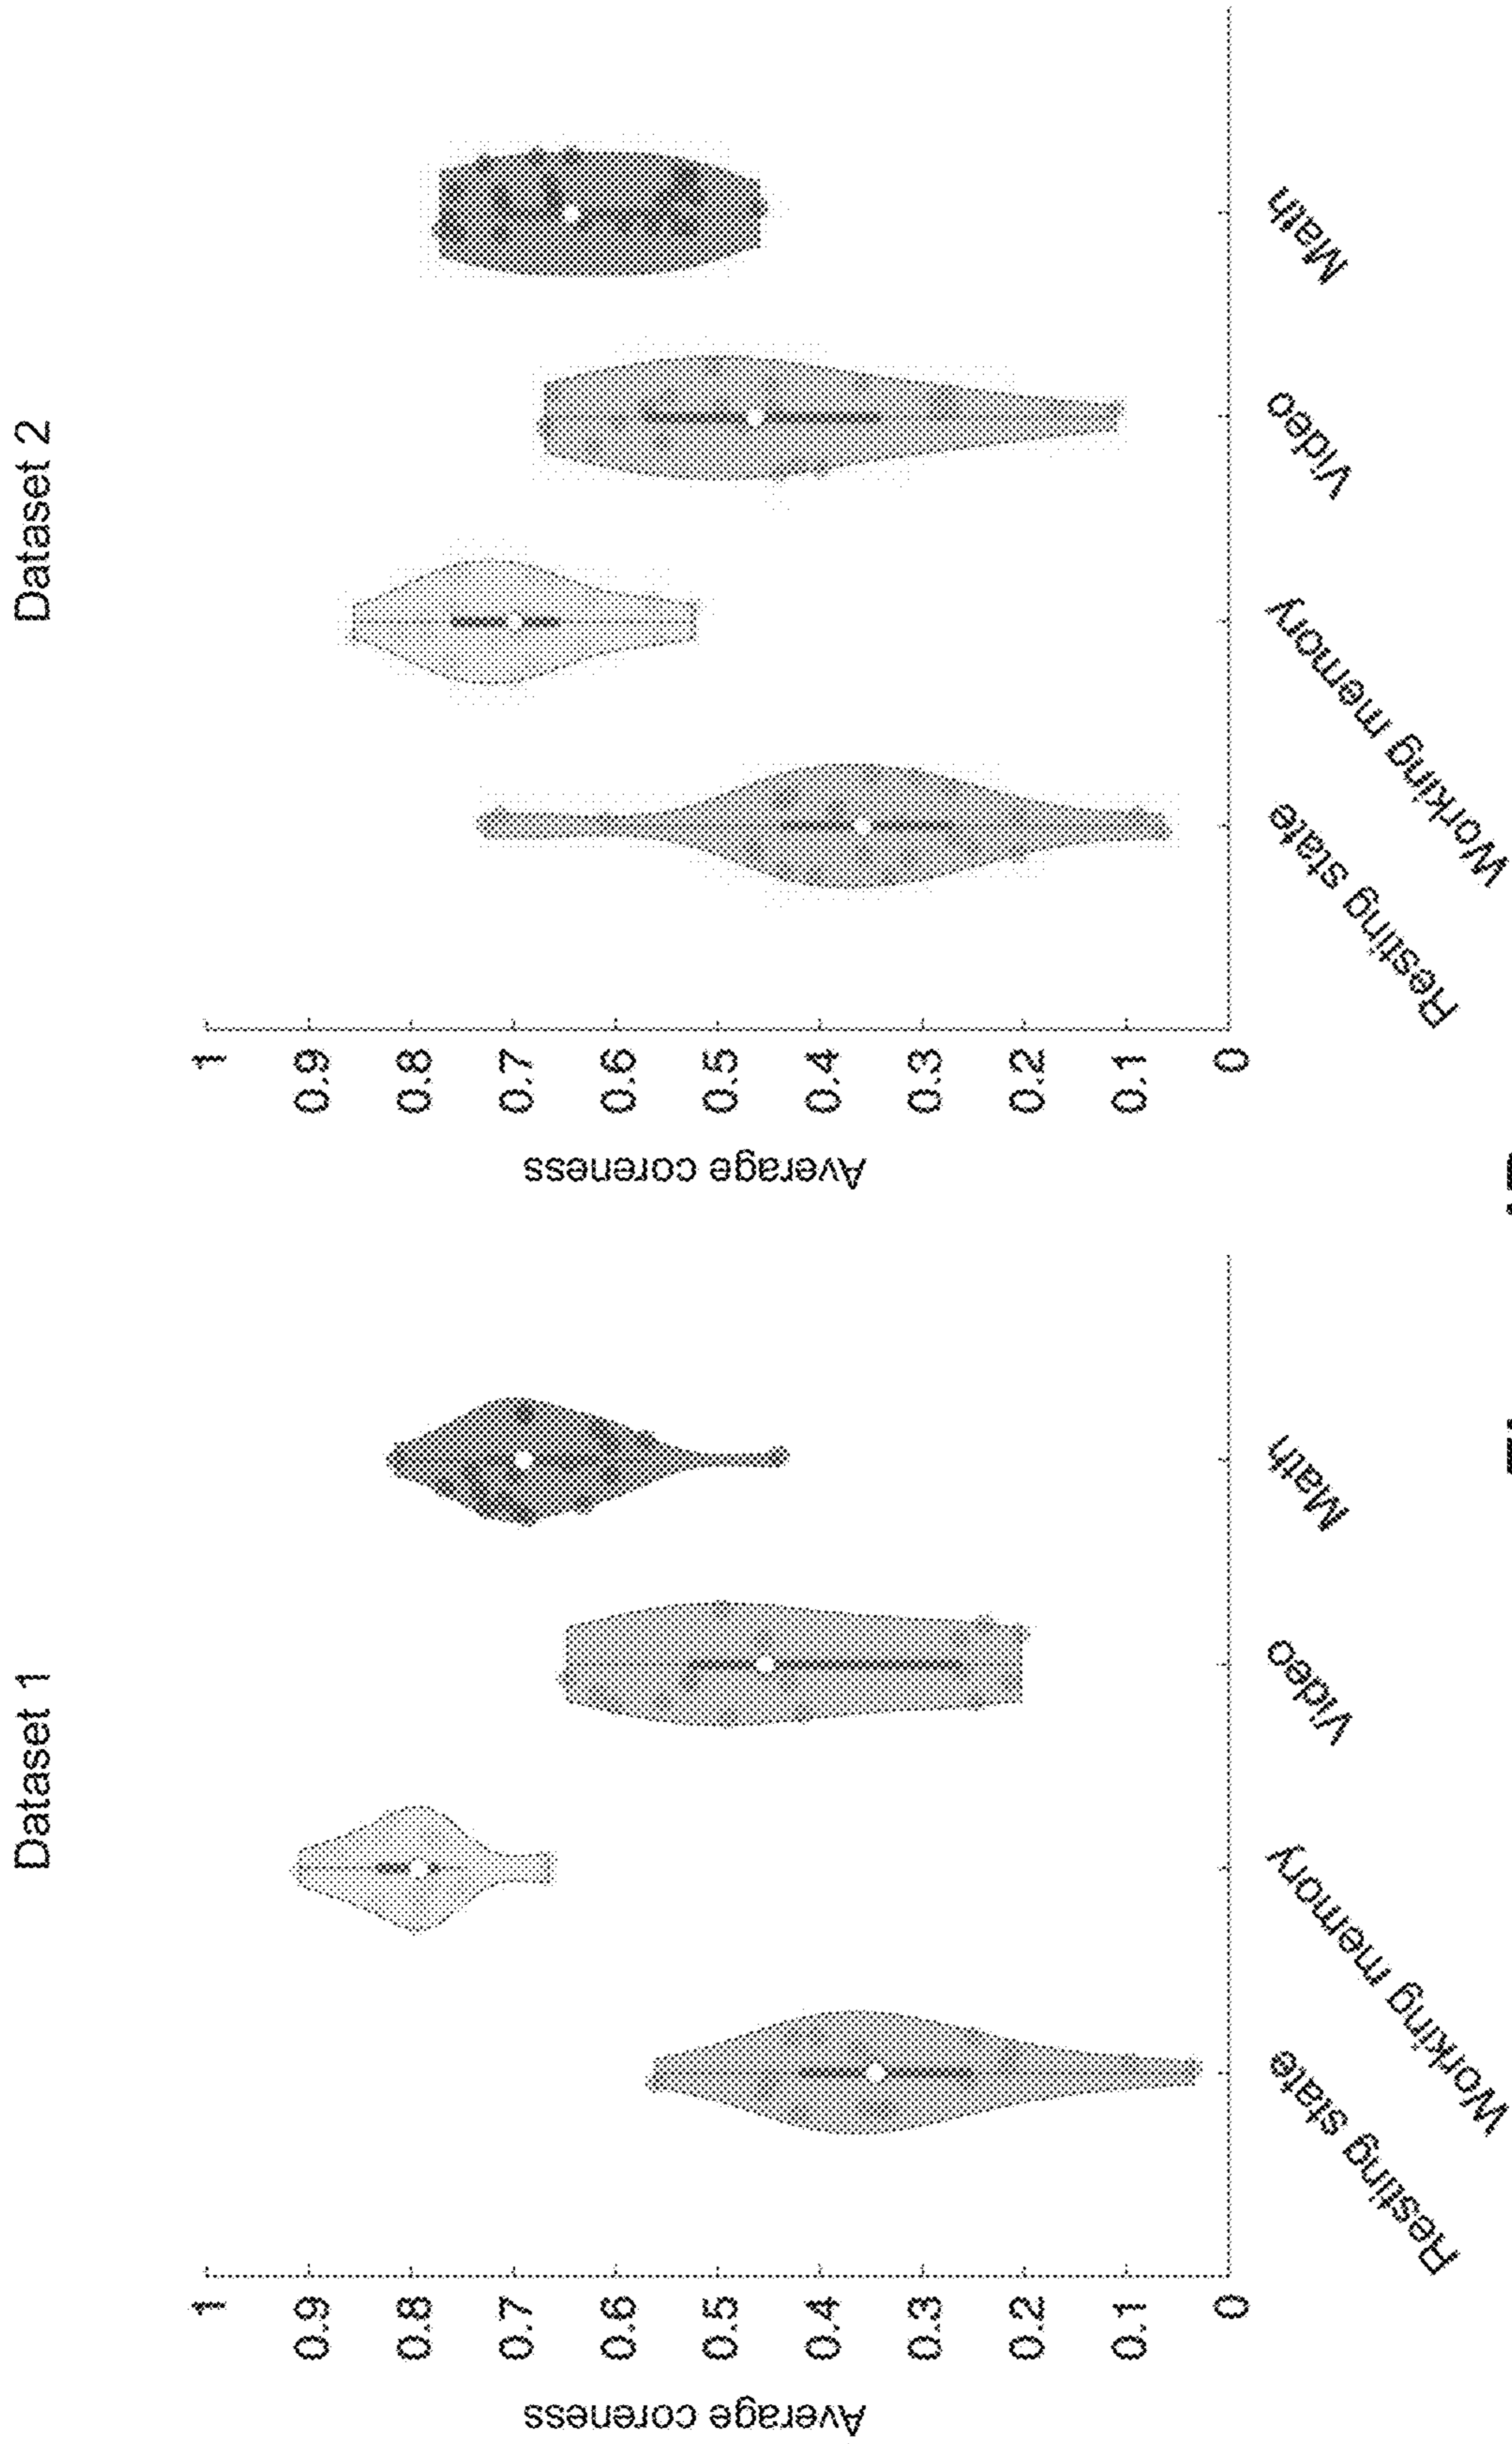 Dataset 1
Average coreness
1
0.9
0.8
0.7
0.6
0.5
0.4
0.3
0.2
0.1
0
Resting state
Working memory
Video
Math
Dataset 2
Average coreness
1
0.9
0.8
0.7
0.6
0.5
0.4
0.3
0.2
0.1
0
Resting state
Working memory
Video
Math